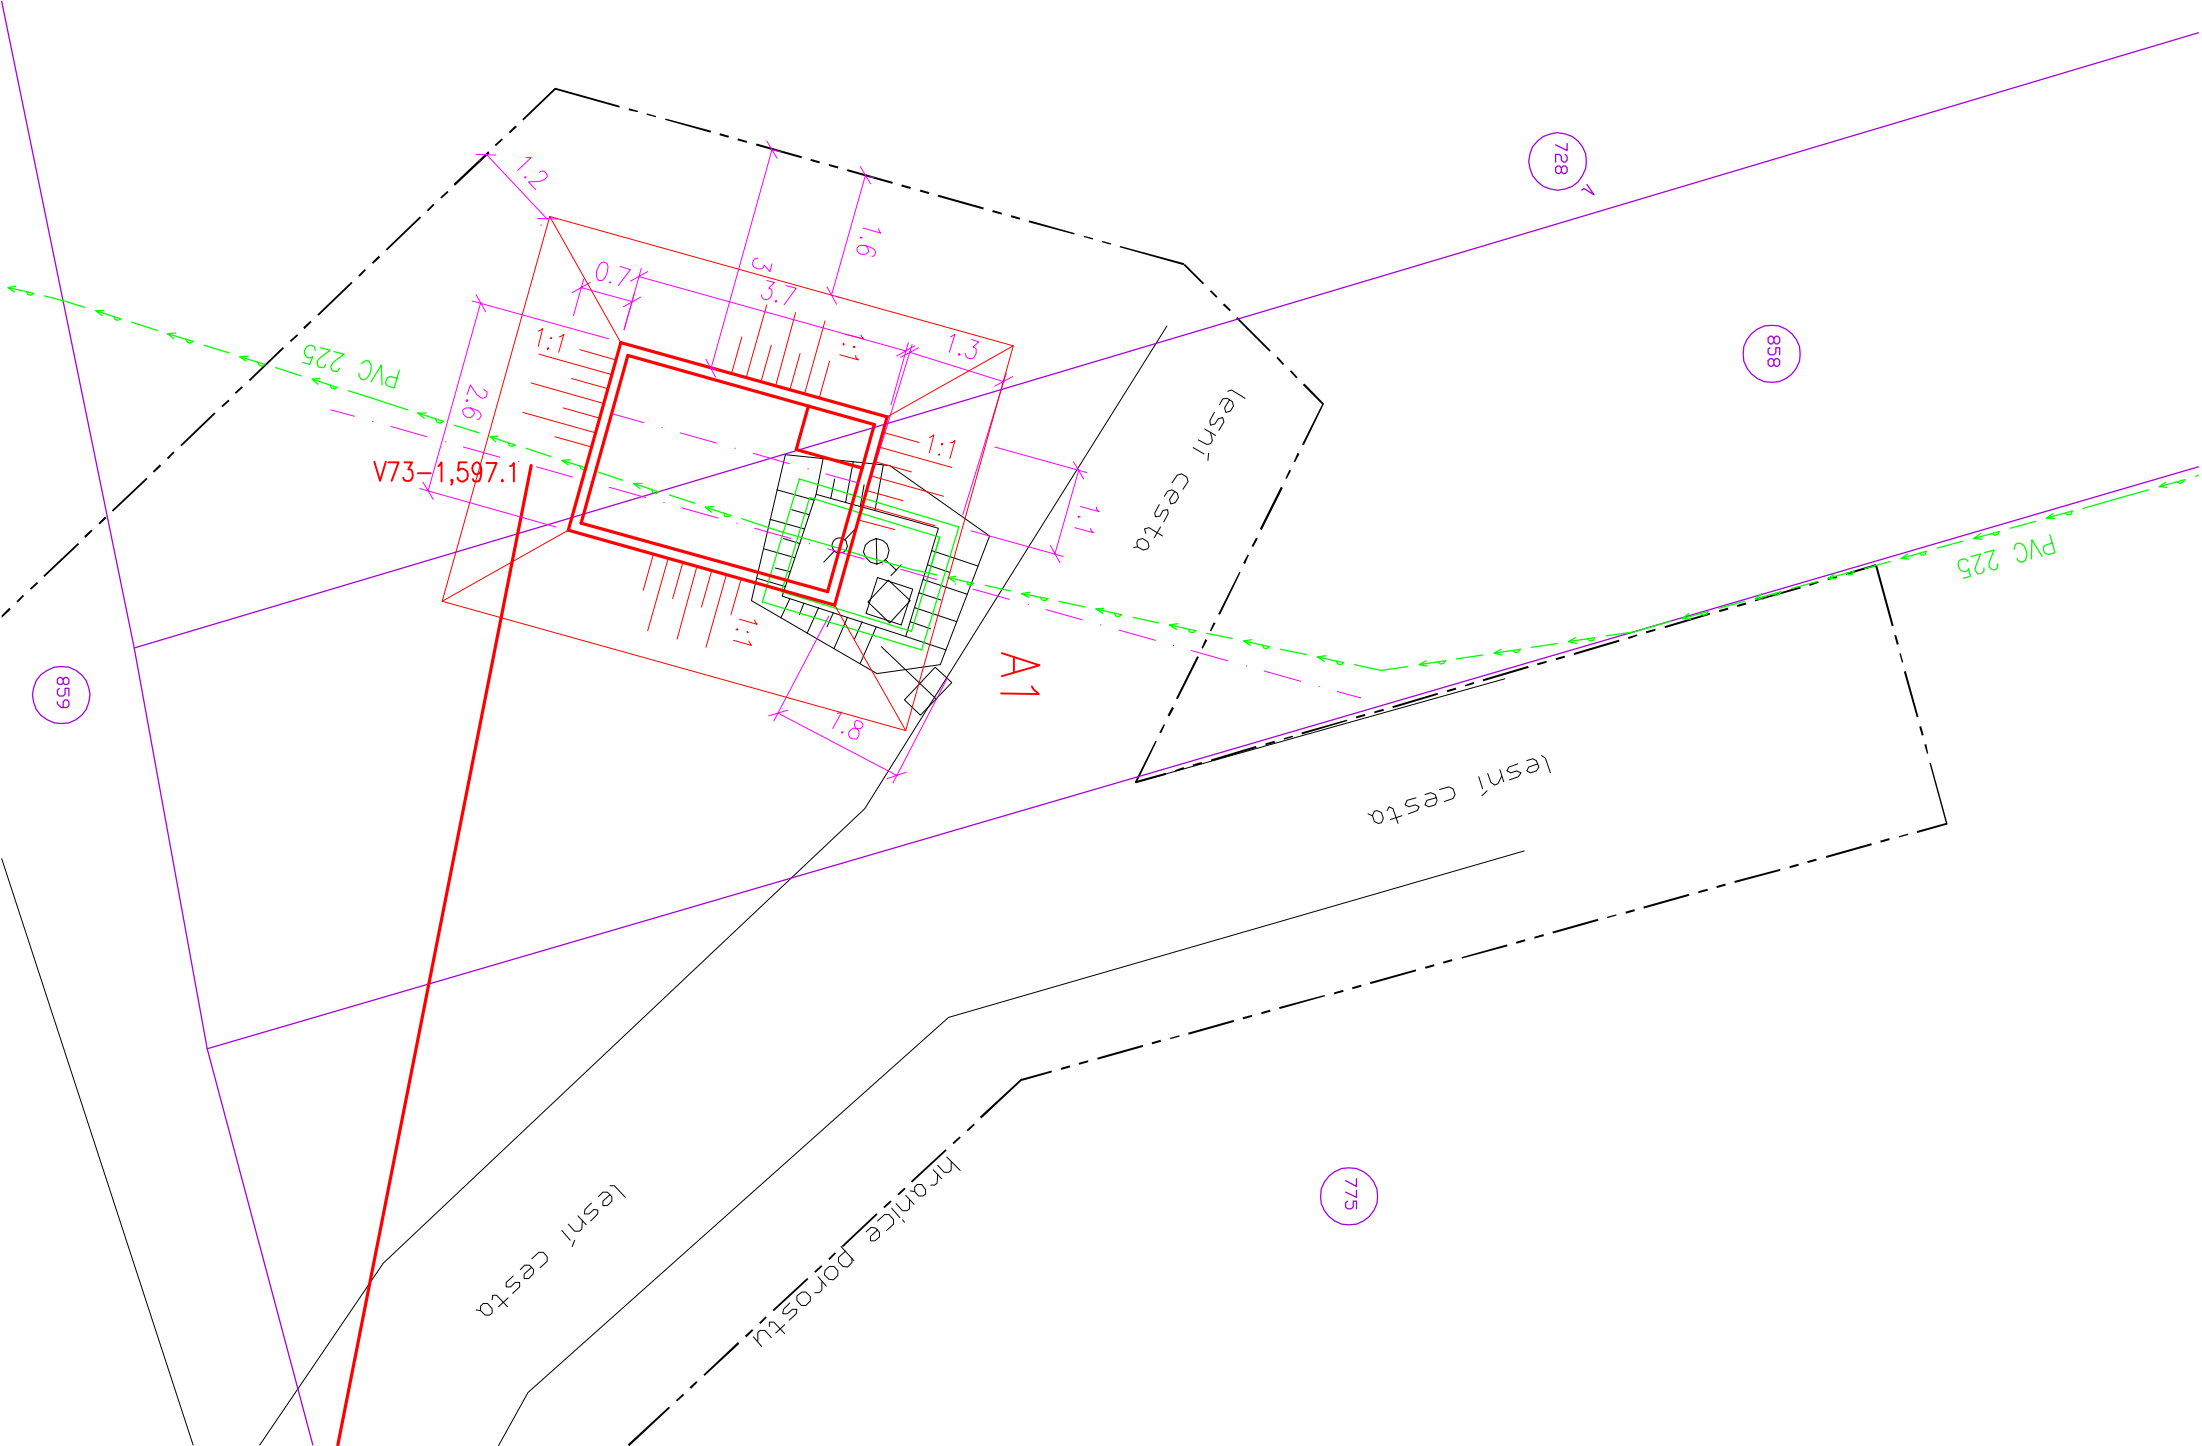 728
1.2
1.6
3
0.7
3.7
1:1
1:1
1.3
858
PVC 225
2.6
lesní cesta
1:1
V73-1,597.1
1.1
PVC 225
1:1
A1
859
1.8
lesní cesta
lesní cesta
hranice porostu
775